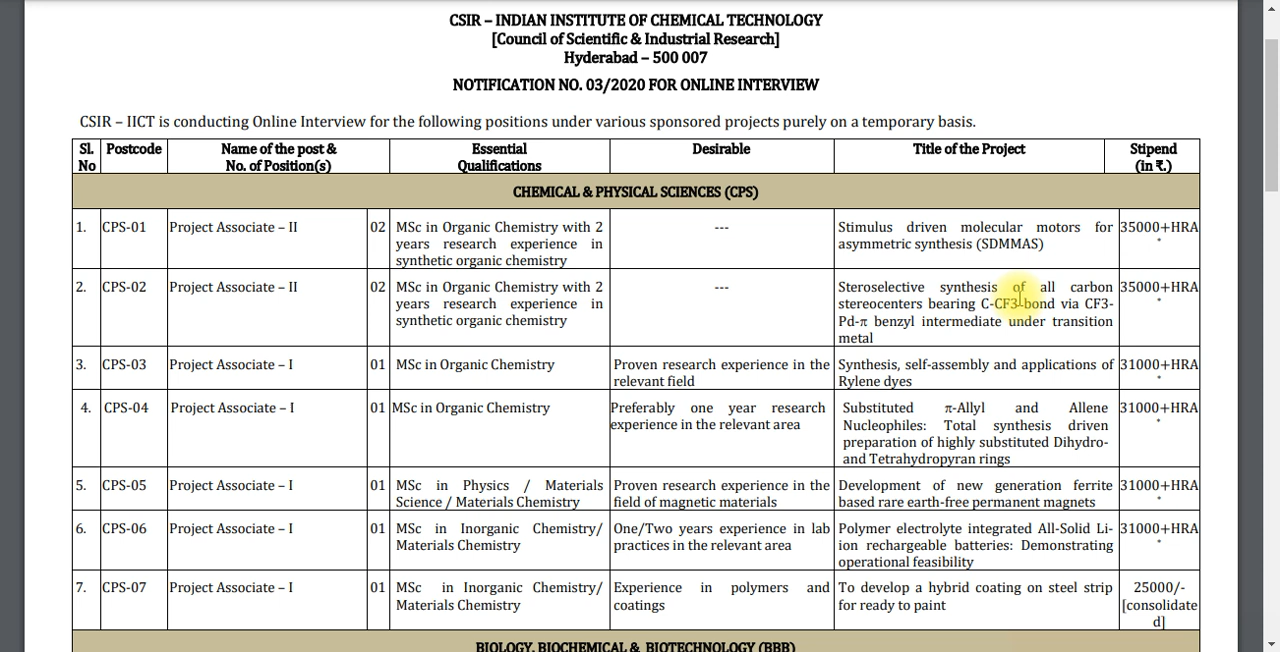 CSIR – INDIAN INSTITUTE OF CHEMICAL TECHNOLOGY
[Council of Scientific & Industrial Research]
Hyderabad – 500 007
NOTIFICATION NO. 03/2020 FOR ONLINE INTERVIEW
CSIR – IICT is conducting Online Interview for the following positions under various sponsored projects purely on a temporary basis.
Sl. Postcode Name of the post & Essential Desirable Title of the Project Stipend
No No. of Position(s) Qualifications (in ₹.)
CHEMICAL & PHYSICAL SCIENCES (CPS)
1. CPS-01 Project Associate – II 02 MSc in Organic Chemistry with 2 --- Stimulus driven molecular motors for 35000+HRA
years research experience in asymmetric synthesis (SDMMAS) *
synthetic organic chemistry
2. CPS-02 Project Associate – II 02 MSc in Organic Chemistry with 2 --- Steroselective synthesis of all carbon 35000+HRA
years research experience in stereocenters bearing C-CF3 bond via CF3- *
synthetic organic chemistry Pd-π benzyl intermediate under transition
metal
3. CPS-03 Project Associate – I 01 MSc in Organic Chemistry Proven research experience in the Synthesis, self-assembly and applications of 31000+HRA
relevant field Rylene dyes *
4. CPS-04 Project Associate – I 01 MSc in Organic Chemistry Preferably one year research Substituted π-Allyl and Allene 31000+HRA
experience in the relevant area Nucleophiles: Total synthesis driven *
preparation of highly substituted Dihydro-
and Tetrahydropyran rings
5. CPS-05 Project Associate – I 01 MSc in Physics / Materials Proven research experience in the Development of new generation ferrite 31000+HRA
Science / Materials Chemistry field of magnetic materials based rare earth-free permanent magnets *
6. CPS-06 Project Associate – I 01 MSc in Inorganic Chemistry/ One/Two years experience in lab Polymer electrolyte integrated All-Solid Li- 31000+HRA
Materials Chemistry practices in the relevant area ion rechargeable batteries: Demonstrating *
operational feasibility
7. CPS-07 Project Associate – I 01 MSc in Inorganic Chemistry/ Experience in polymers and To develop a hybrid coating on steel strip 25000/-
Materials Chemistry coatings for ready to paint [consolidate
d]
BIOLOGY, BIOCHEMICAL & BIOTECHNOLOGY (BBB)